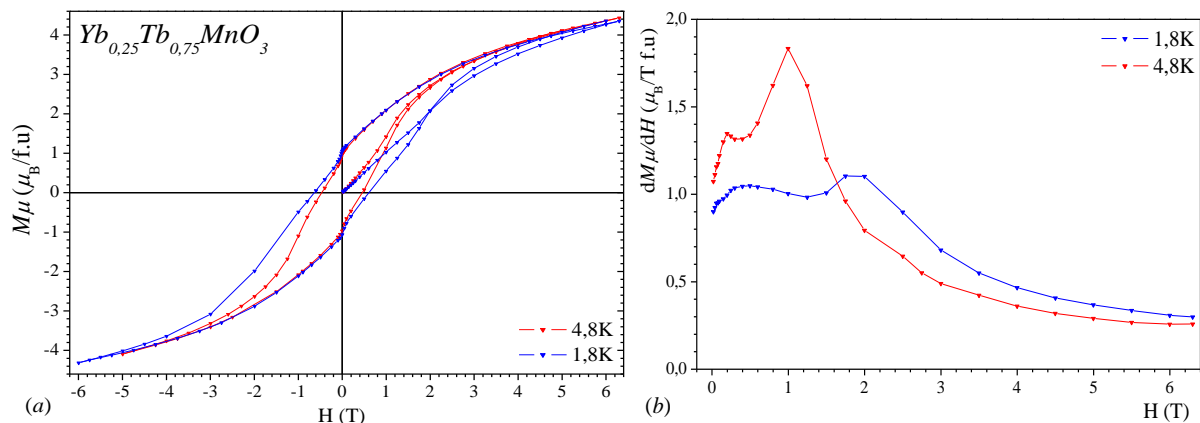 Yb0,25Tb0,75MnO3
Mμ (μB/f.u)
4
3
2
1
0
-1
-2
-3
-4
-6 -5 -4 -3 -2 -1 0 1 2 3 4 5 6
H (T)
4,8K
1,8K
(a)
dMμ/dH (μB/T f.u)
2,0
1,5
1,0
0,5
0,0
0 1 2 3 4 5 6
H (T)
1,8K
4,8K
(b)